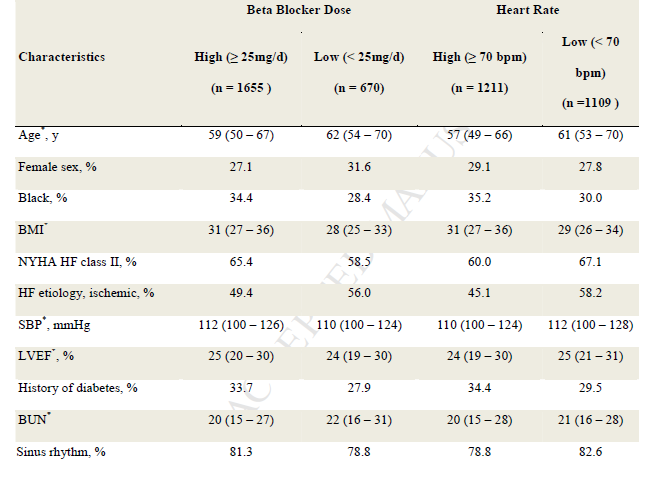 Beta Blocker Dose Heart Rate
Characteristics High (≥ 25mg/d) (n = 1655 ) Low (< 25mg/d) (n = 670) High (≥ 70 bpm) (n = 1211) Low (< 70 bpm) (n =1109 )
Age*, y 59 (50 – 67) 62 (54 – 70) 57 (49 – 66) 61 (53 – 70)
Female sex, % 27.1 31.6 29.1 27.8
Black, % 34.4 28.4 35.2 30.0
BMI* 31 (27 – 36) 28 (25 – 33) 31 (27 – 36) 29 (26 – 34)
NYHA HF class II, % 65.4 58.5 60.0 67.1
HF etiology, ischemic, % 49.4 56.0 45.1 58.2
SBP*, mmHg 112 (100 – 126) 110 (100 – 124) 110 (100 – 124) 112 (100 – 128)
LVEF*, % 25 (20 – 30) 24 (19 – 30) 24 (19 – 30) 25 (21 – 31)
History of diabetes, % 33.7 27.9 34.4 29.5
BUN* 20 (15 – 27) 22 (16 – 31) 20 (15 – 28) 21 (16 – 28)
Sinus rhythm, % 81.3 78.8 78.8 82.6